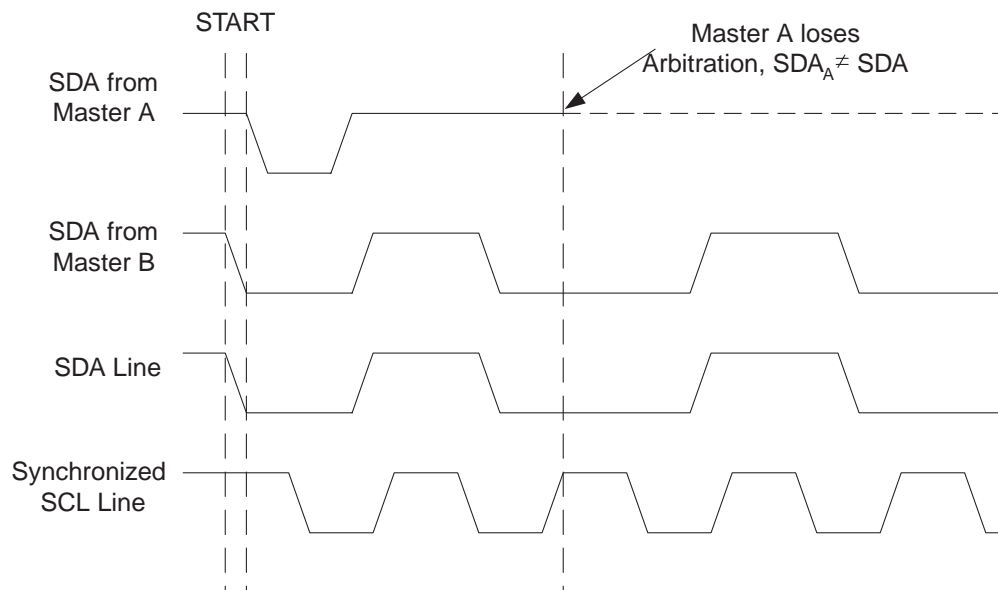 START
Master A loses
Arbitration, SDA_A ≠ SDA
SDA from
Master A
SDA from
Master B
SDA Line
Synchronized
SCL Line